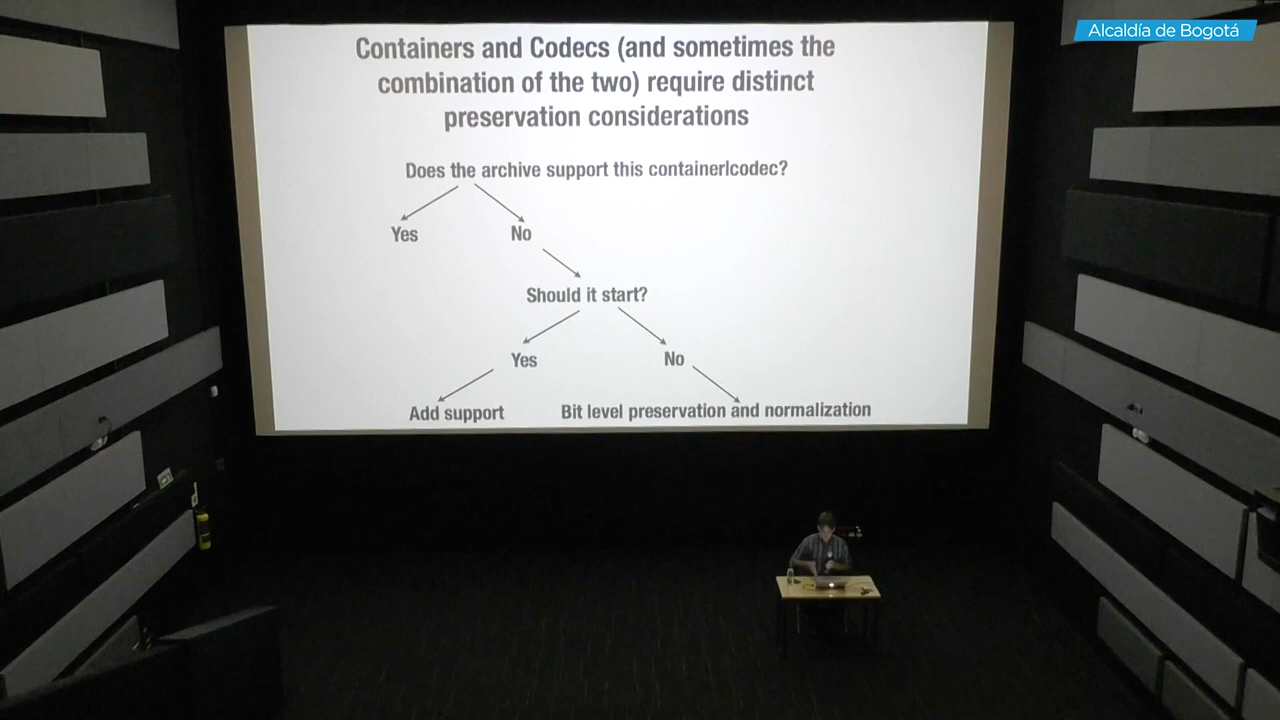 Alcaldía de Bogotá
Containers and Codecs (and sometimes the
combination of the two) require distinct
preservation considerations
Does the archive support this container|codec?
Yes
No
Should it start?
Yes
No
Add support
Bit level preservation and normalization